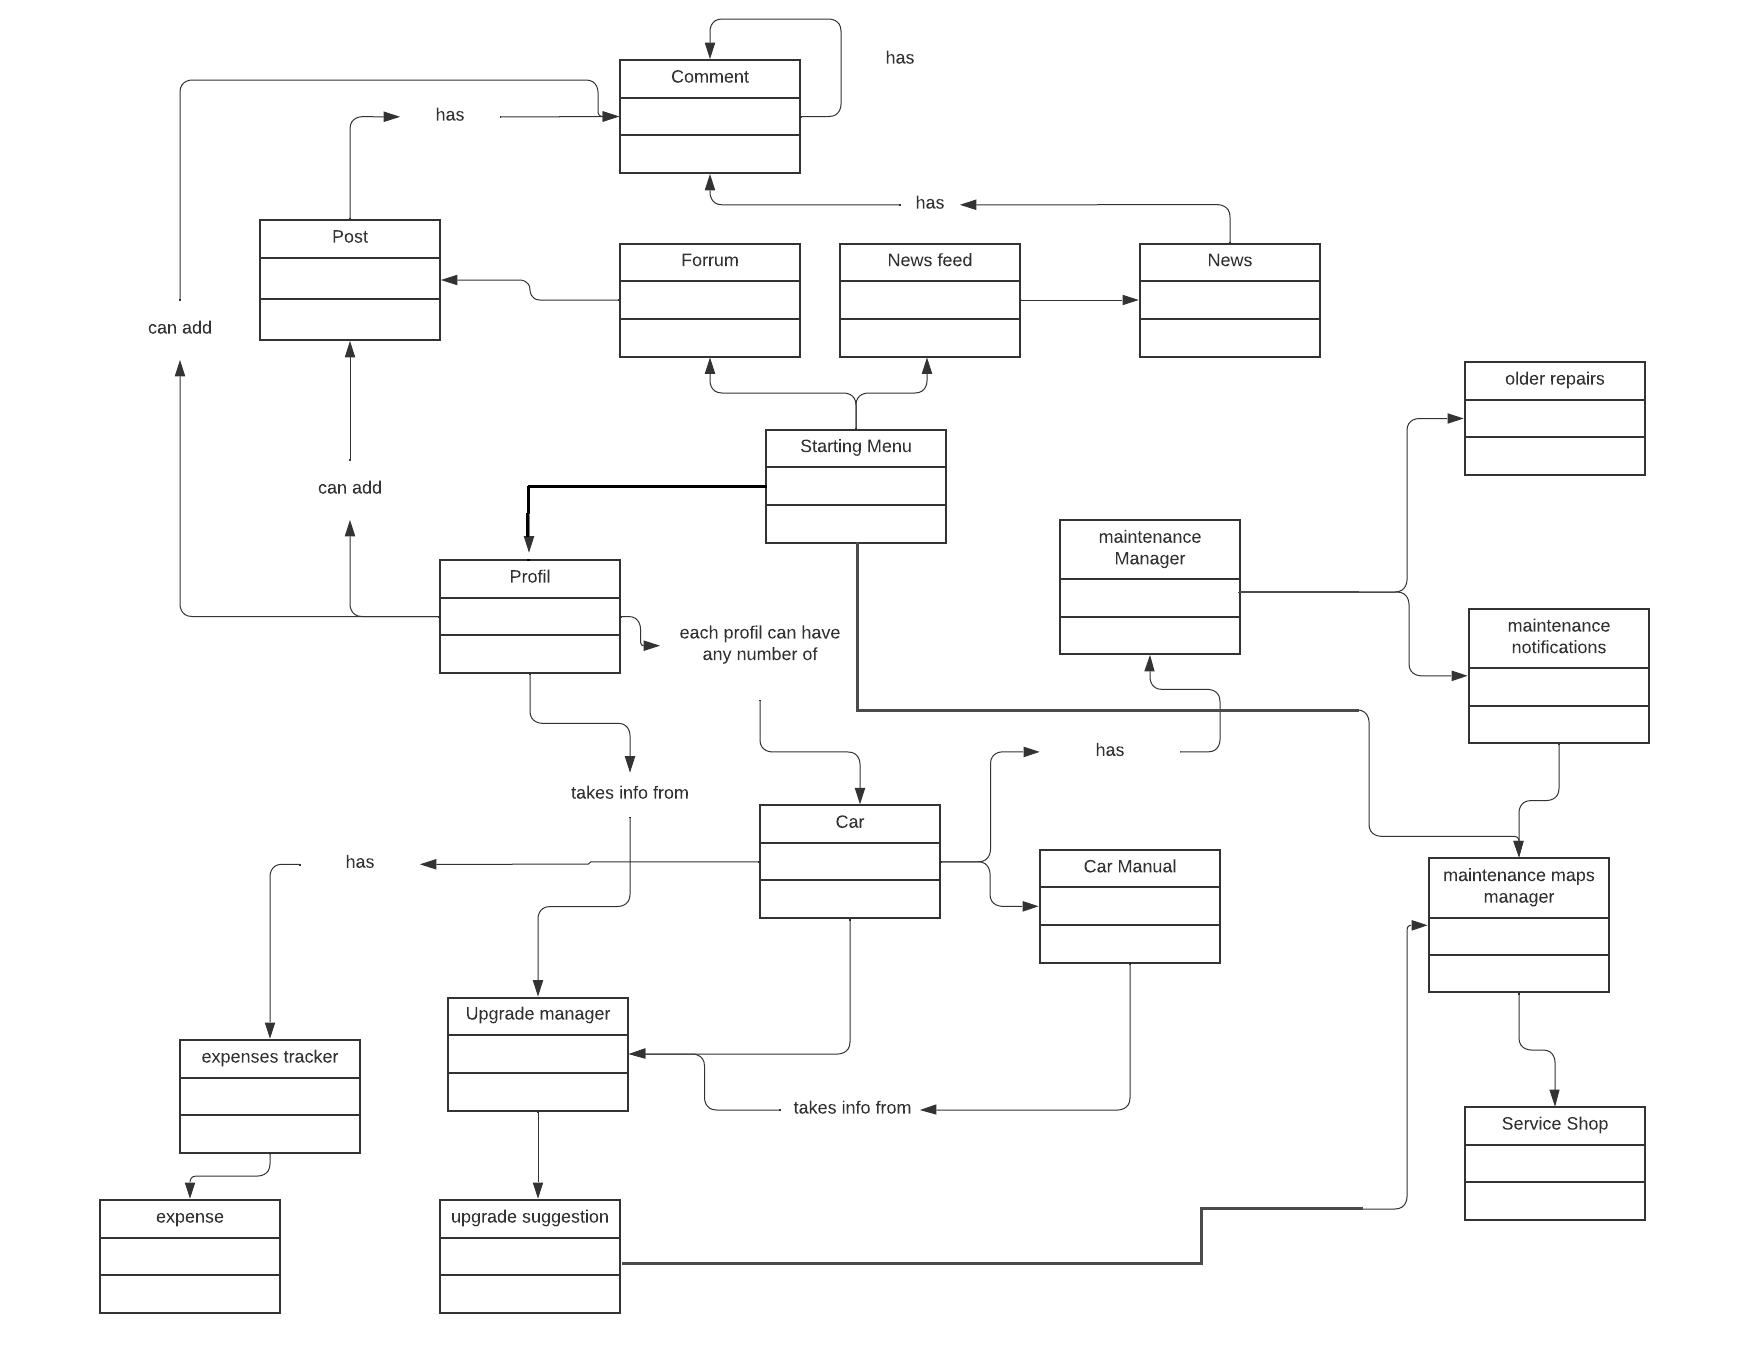 has
Comment
has
has
Post
Forrum
News feed
News
can add
older repairs
Starting Menu
can add
maintenance
Manager
Profil
each profil can have
any number of
maintenance
notifications
has
takes info from
Car
has
Car Manual
maintenance maps
manager
Upgrade manager
expenses tracker
takes info from
Service Shop
expense
upgrade suggestion